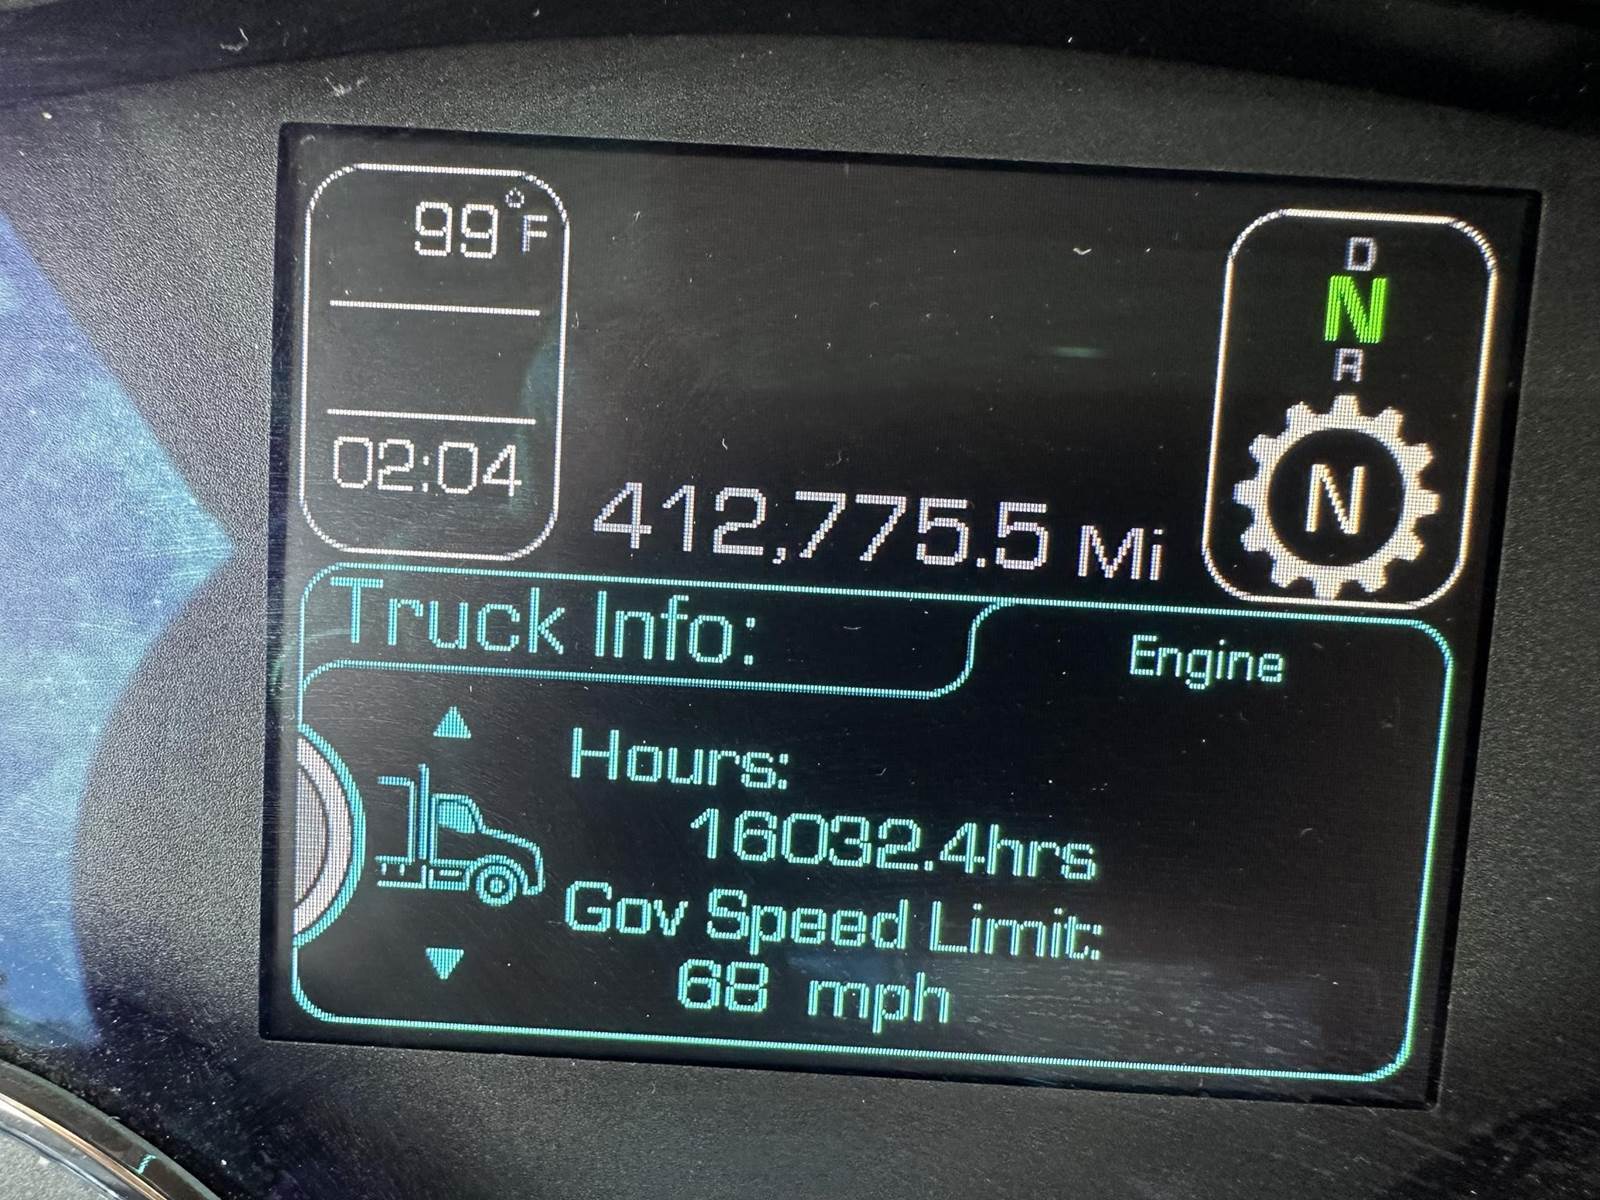 99°F
02:04
412,775.5 Mi
D
N
R
N
Truck Info:
Engine
Hours:
16032.4hrs
Gov Speed Limit:
68 mph